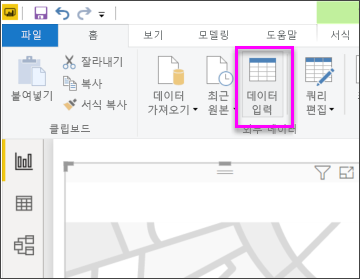 파일 홈 보기 모델링 도움말 서식
붙여넣기
잘라내기
복사
서식 복사
클립보드
데이터
가져오기
최근
원본
데이터
입력
쿼리
편집
외부 데이터